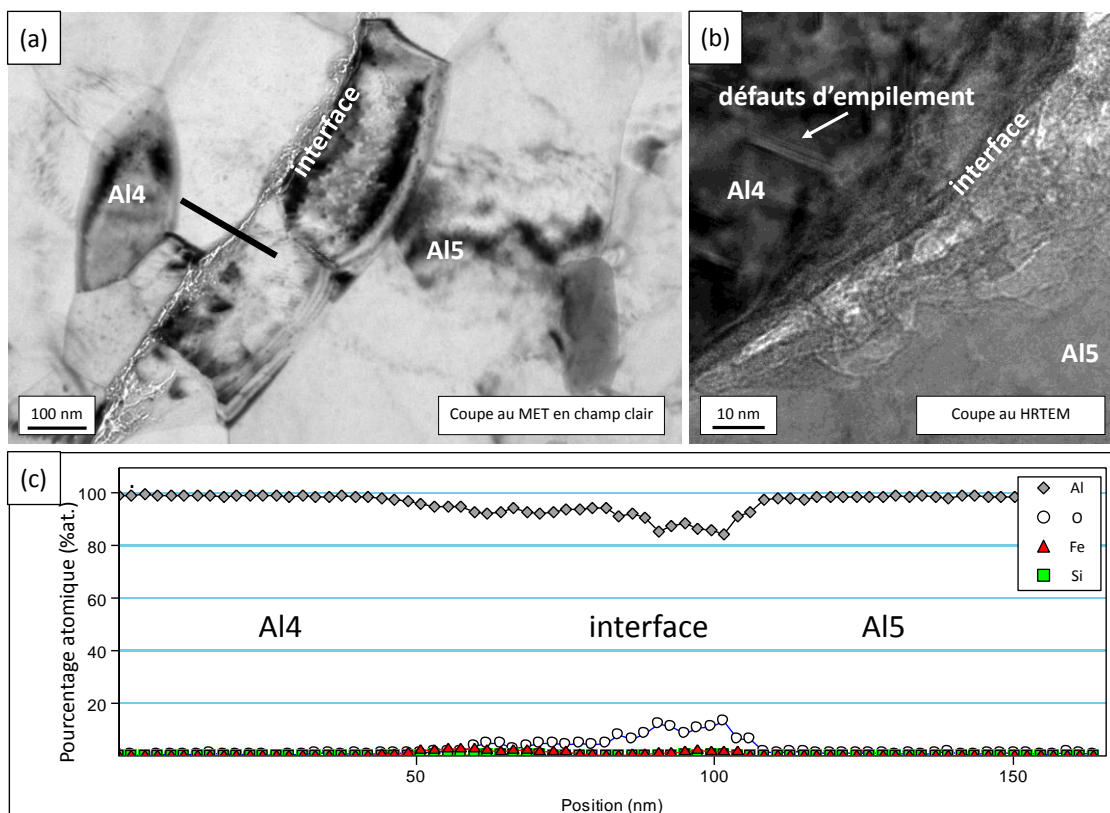 (a)
interface
Al4
Al5
100 nm
Coupe au MET en champ clair
(b)
défauts d'empilement
interface
Al4
Al5
10 nm
Coupe au HRTEM
(c)
Pourcentage atomique (%at.)
100
80
60
40
20
Al
O
Fe
Si
Al4
interface
Al5
50
100
150
Position (nm)